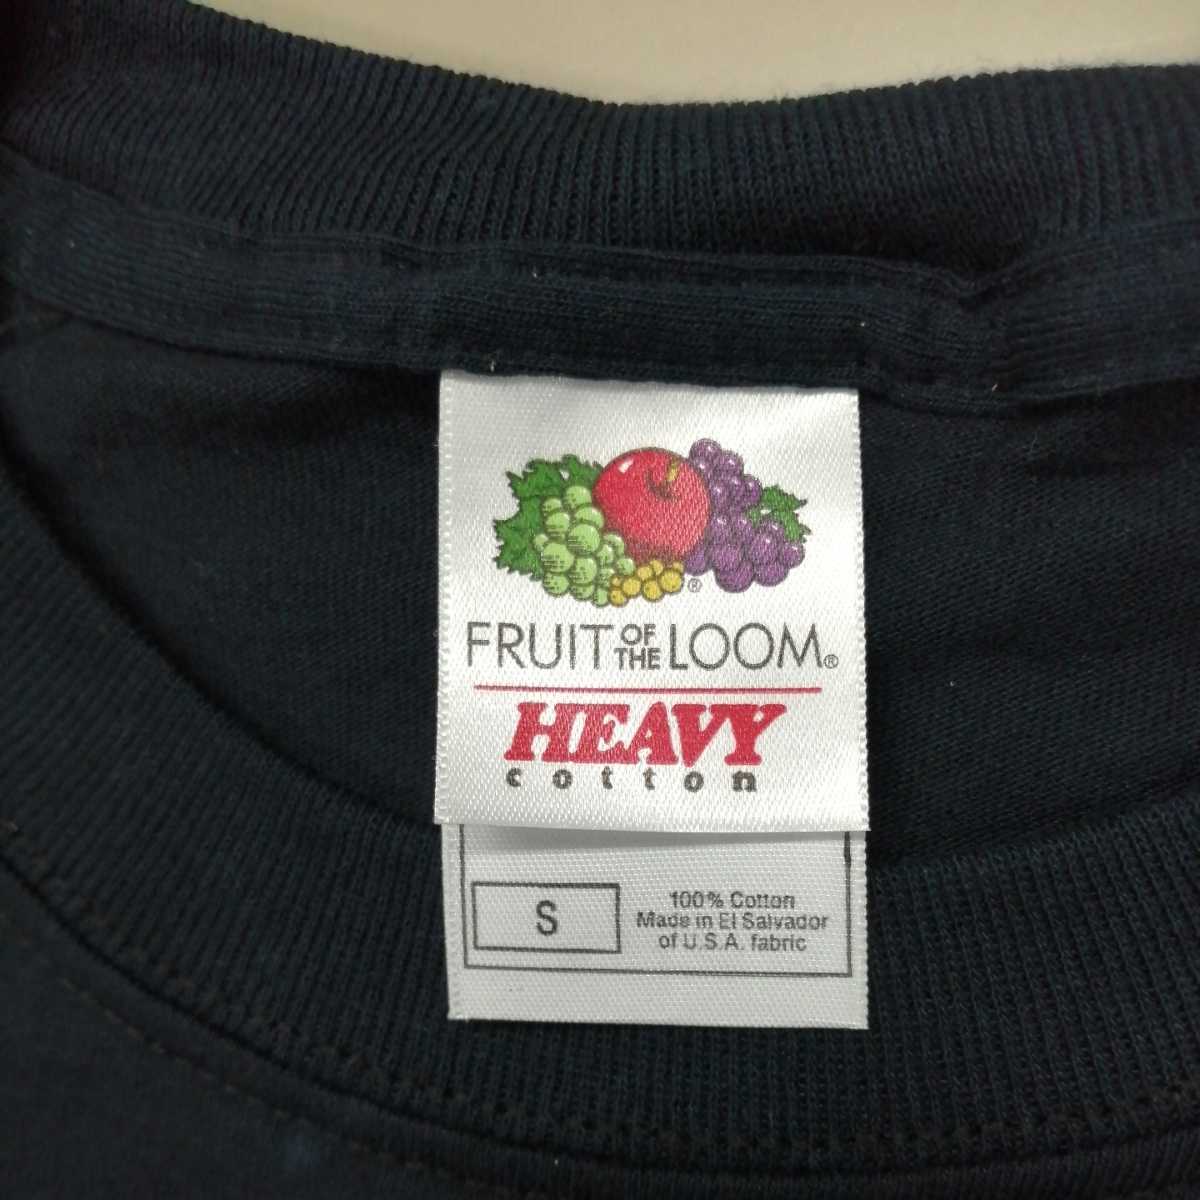 ®
FRUIT OF THE LOOM®
HEAVY
cotton
S
100% Cotton
Made in El Salvador
of U.S.A. fabric